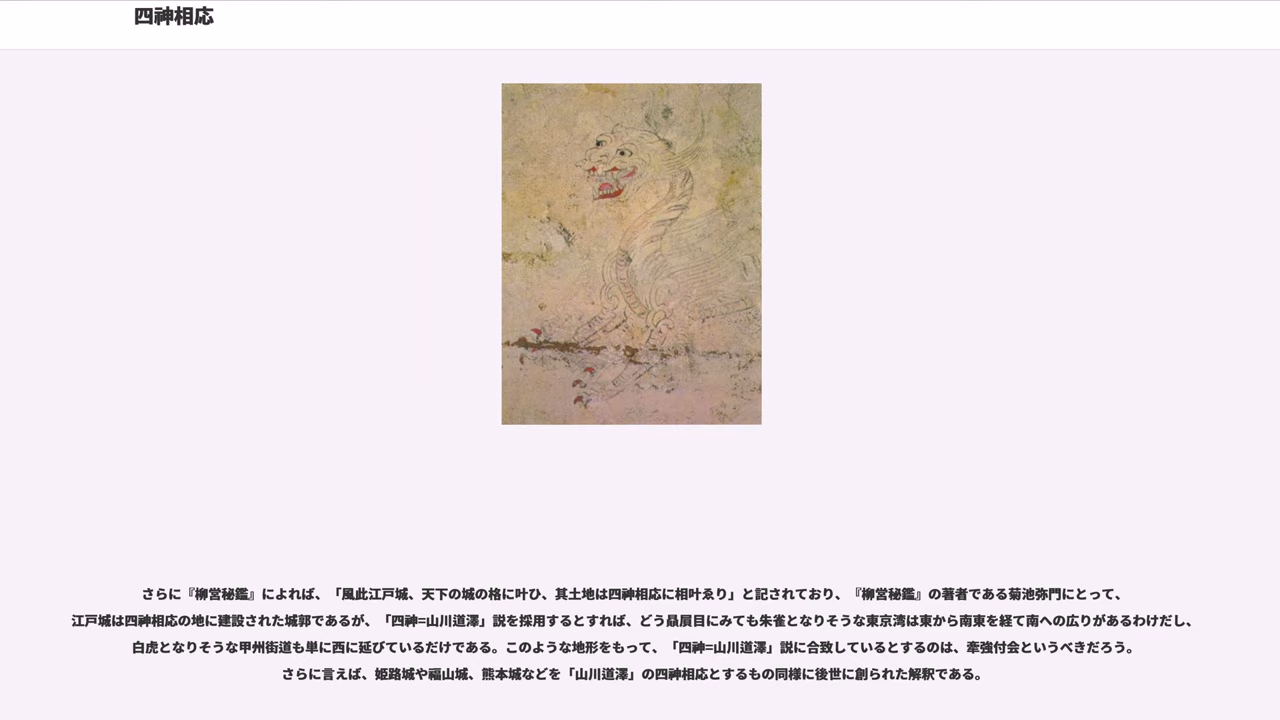 四神相応
さらに『柳営秘鑑』によれば、「風此江戸城、天下の城の格に叶ひ、其土地は四神相応に相叶ゑり」と記されており、『柳営秘鑑』の著者である菊池弥門にとって、
江戸城は四神相応の地に建設された城郭であるが、「四神=山川道澤」説を採用するとすれば、どう贔屓目にみても朱雀となりそうな東京湾は東から南東を経て南への広がりがあるわけだし、
白虎となりそうな甲州街道も単に西に延びているだけである。このような地形をもって、「四神=山川道澤」説に合致しているとするのは、牽強付会というべきだろう。
さらに言えば、姫路城や福山城、熊本城などを「山川道澤」の四神相応とするもの同様に後世に創られた解釈である。